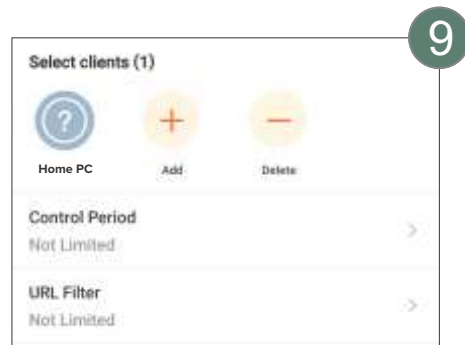 9
Select clients (1)
?
Home PC Add Delete
Control Period
Not Limited
URL Filter
Not Limited